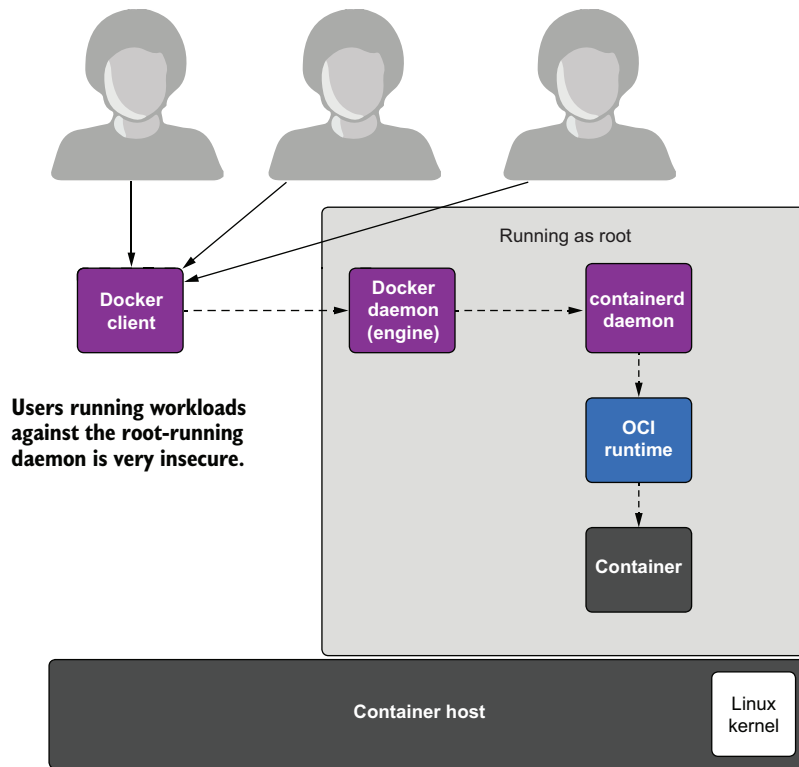 Running as root
Docker
client
Docker
daemon
(engine)
containerd
daemon
Users running workloads
against the root-running
daemon is very insecure.
OCI
runtime
Container
Container host
Linux
kernel